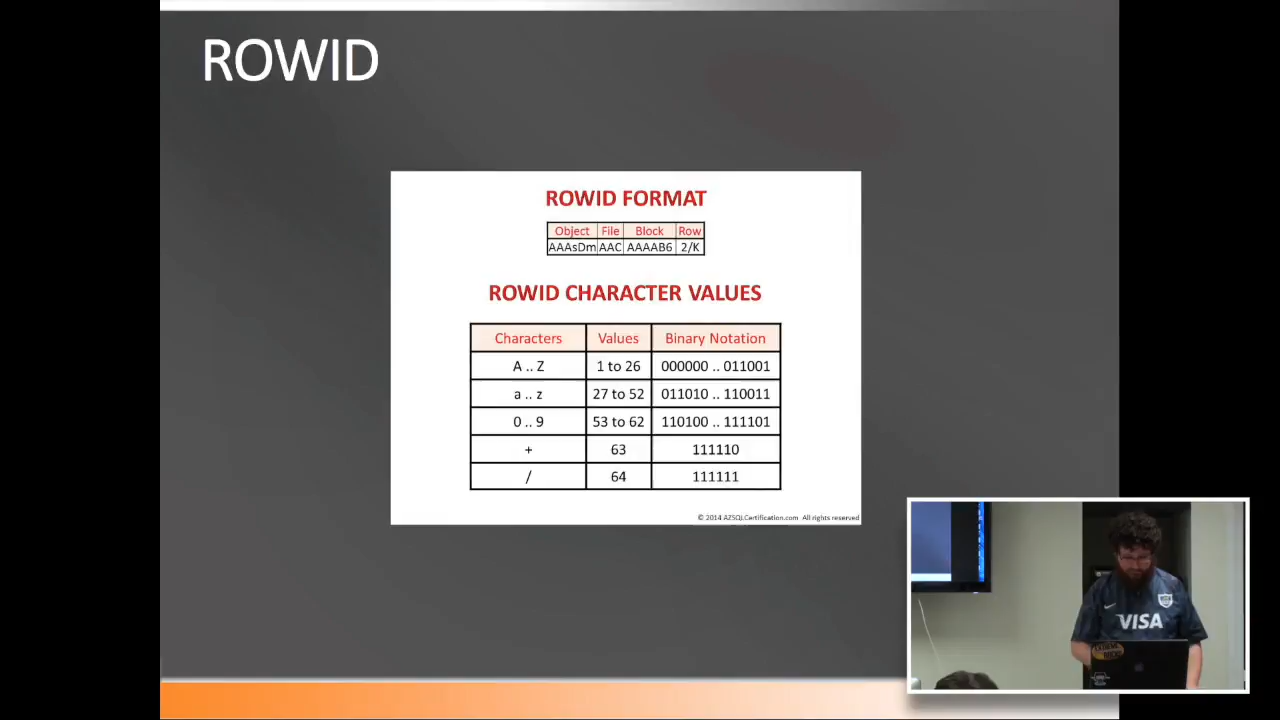 ROWID
ROWID FORMAT
Object File Block Row
AAAsDm AAC AAAAB6 2/K
ROWID CHARACTER VALUES
Characters Values Binary Notation
A .. Z 1 to 26 000000 .. 011001
a .. z 27 to 52 011010 .. 110011
0 .. 9 53 to 62 110100 .. 111101
+ 63 111110
/ 64 111111
© 2014 AZSQLCertification.com All rights reserved
VISA